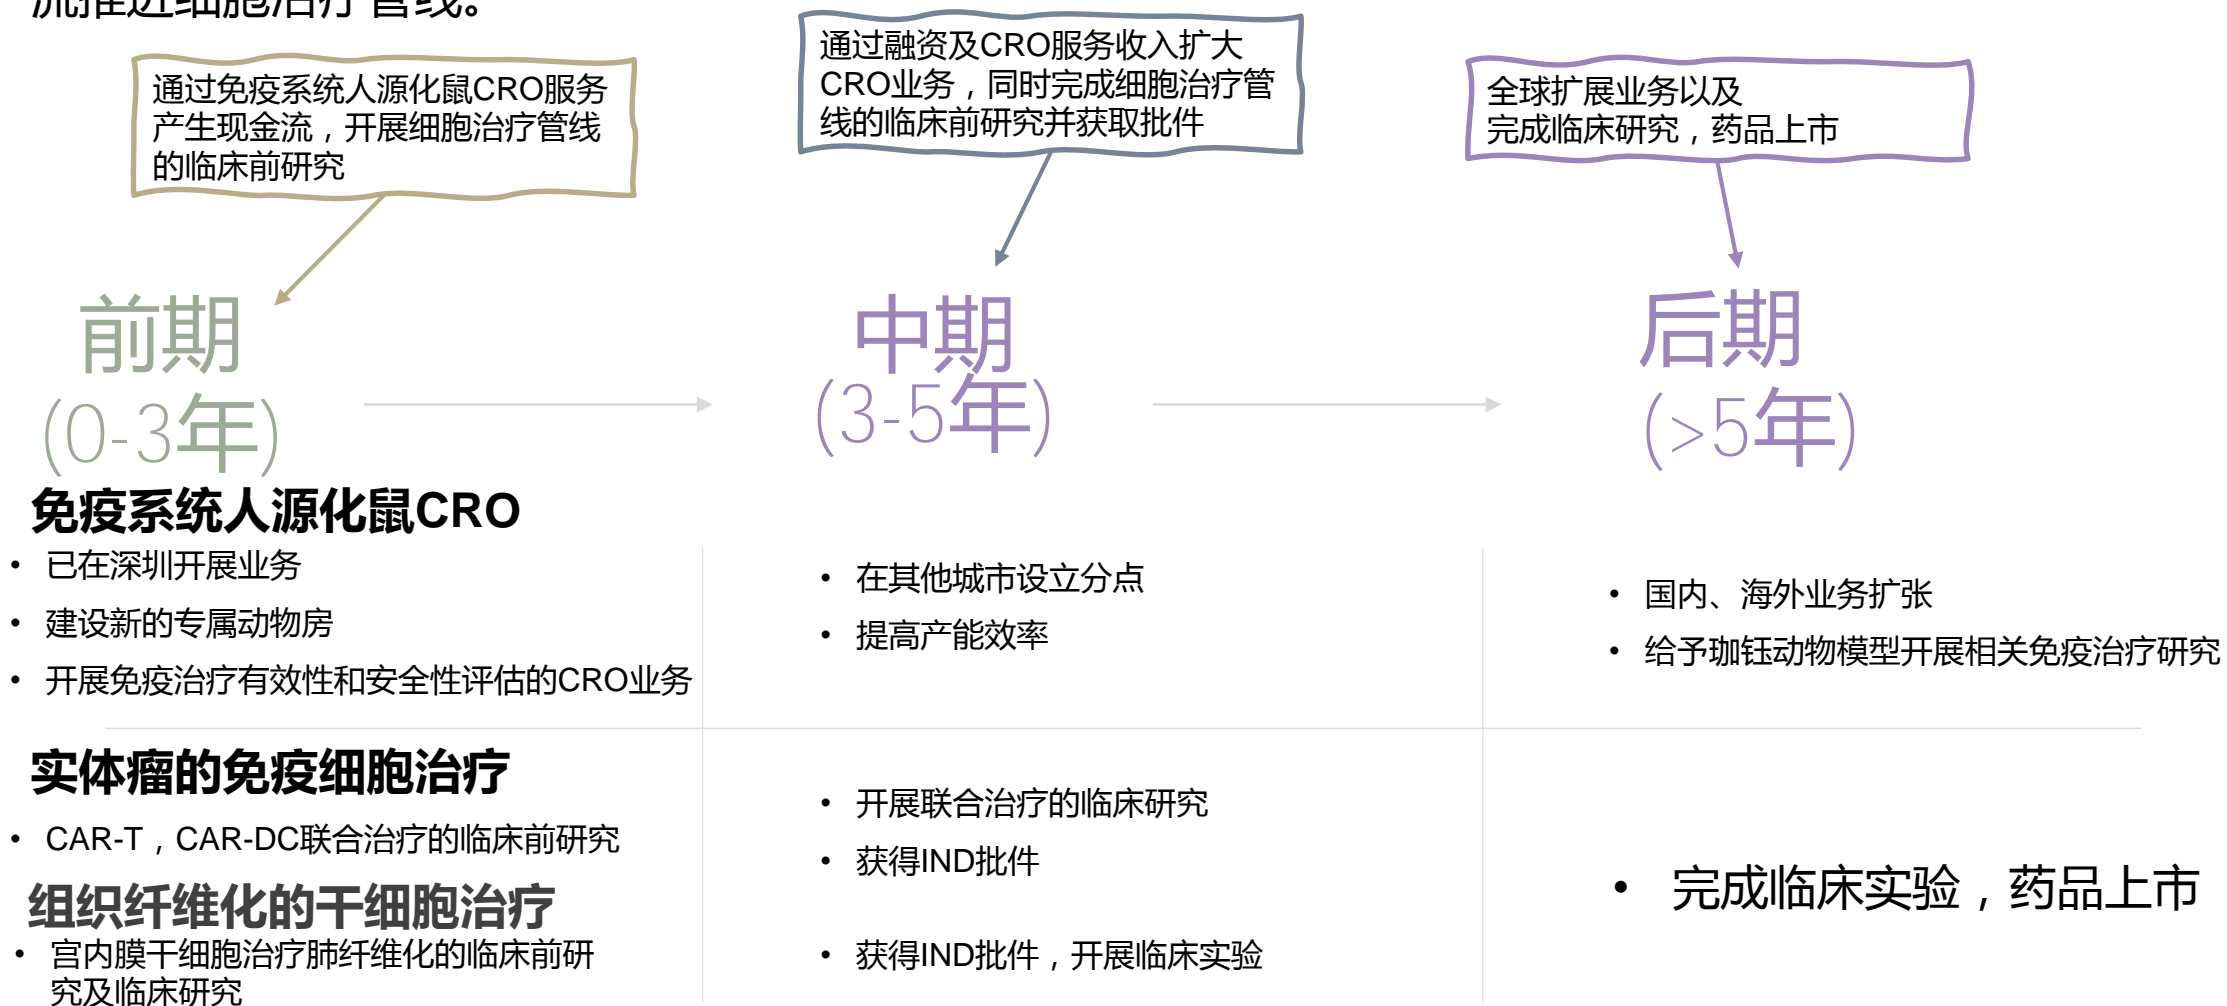 流推进细胞治疗管线。
通过免疫系统人源化鼠CRO服务
产生现金流，开展细胞治疗管线
的临床前研究
通过融资及CRO服务收入扩大
CRO业务，同时完成细胞治疗管
线的临床前研究并获取批件
全球扩展业务以及
完成临床研究，药品上市
前期
(0-3年)
中期
(3-5年)
后期
(>5年)
免疫系统人源化鼠CRO
• 已在深圳开展业务
• 建设新的专属动物房
• 开展免疫治疗有效性和安全性评估的CRO业务
• 在其他城市设立分点
• 提高产能效率
• 国内、海外业务扩张
• 给予珈钰动物模型开展相关免疫治疗研究
实体瘤的免疫细胞治疗
• CAR-T，CAR-DC联合治疗的临床前研究
• 开展联合治疗的临床研究
• 获得IND批件
组织纤维化的干细胞治疗
• 宫内膜干细胞治疗肺纤维化的临床前研
究及临床研究
• 获得IND批件，开展临床实验
• 完成临床实验，药品上市